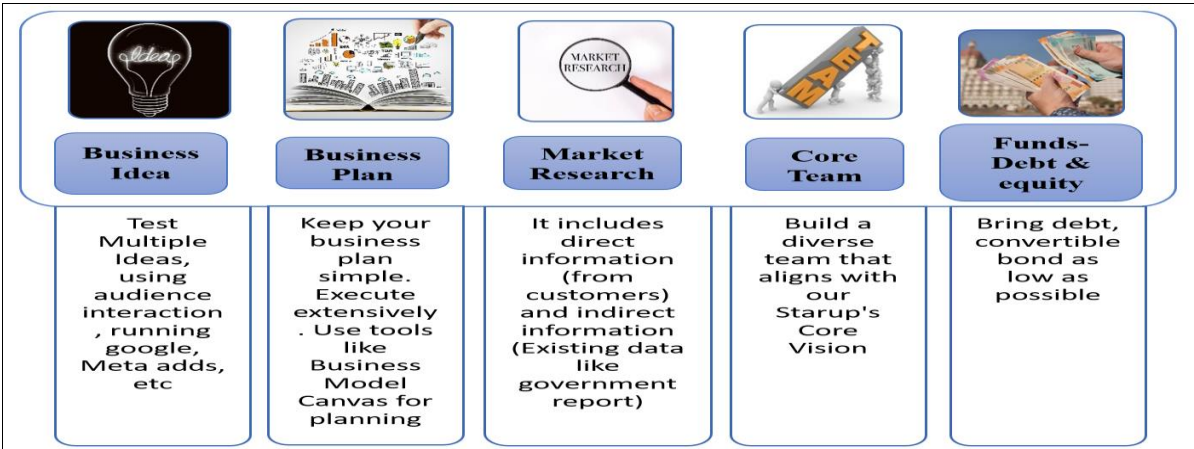 Ideas
MARKET
RESEARCH
TEAM
Business
Idea
Business
Plan
Market
Research
Core
Team
Funds-
Debt &
equity
Test
Multiple
Ideas,
using
audience
interaction
, running
google,
Meta adds,
etc
Keep your
business
plan
simple.
Execute
extensively
. Use tools
like
Business
Model
Canvas for
planning
It includes
direct
information
(from
customers)
and indirect
information
(Existing data
like
government
report)
Build a
diverse
team that
aligns with
our
Starup's
Core
Vision
Bring debt,
convertible
bond as
low as
possible